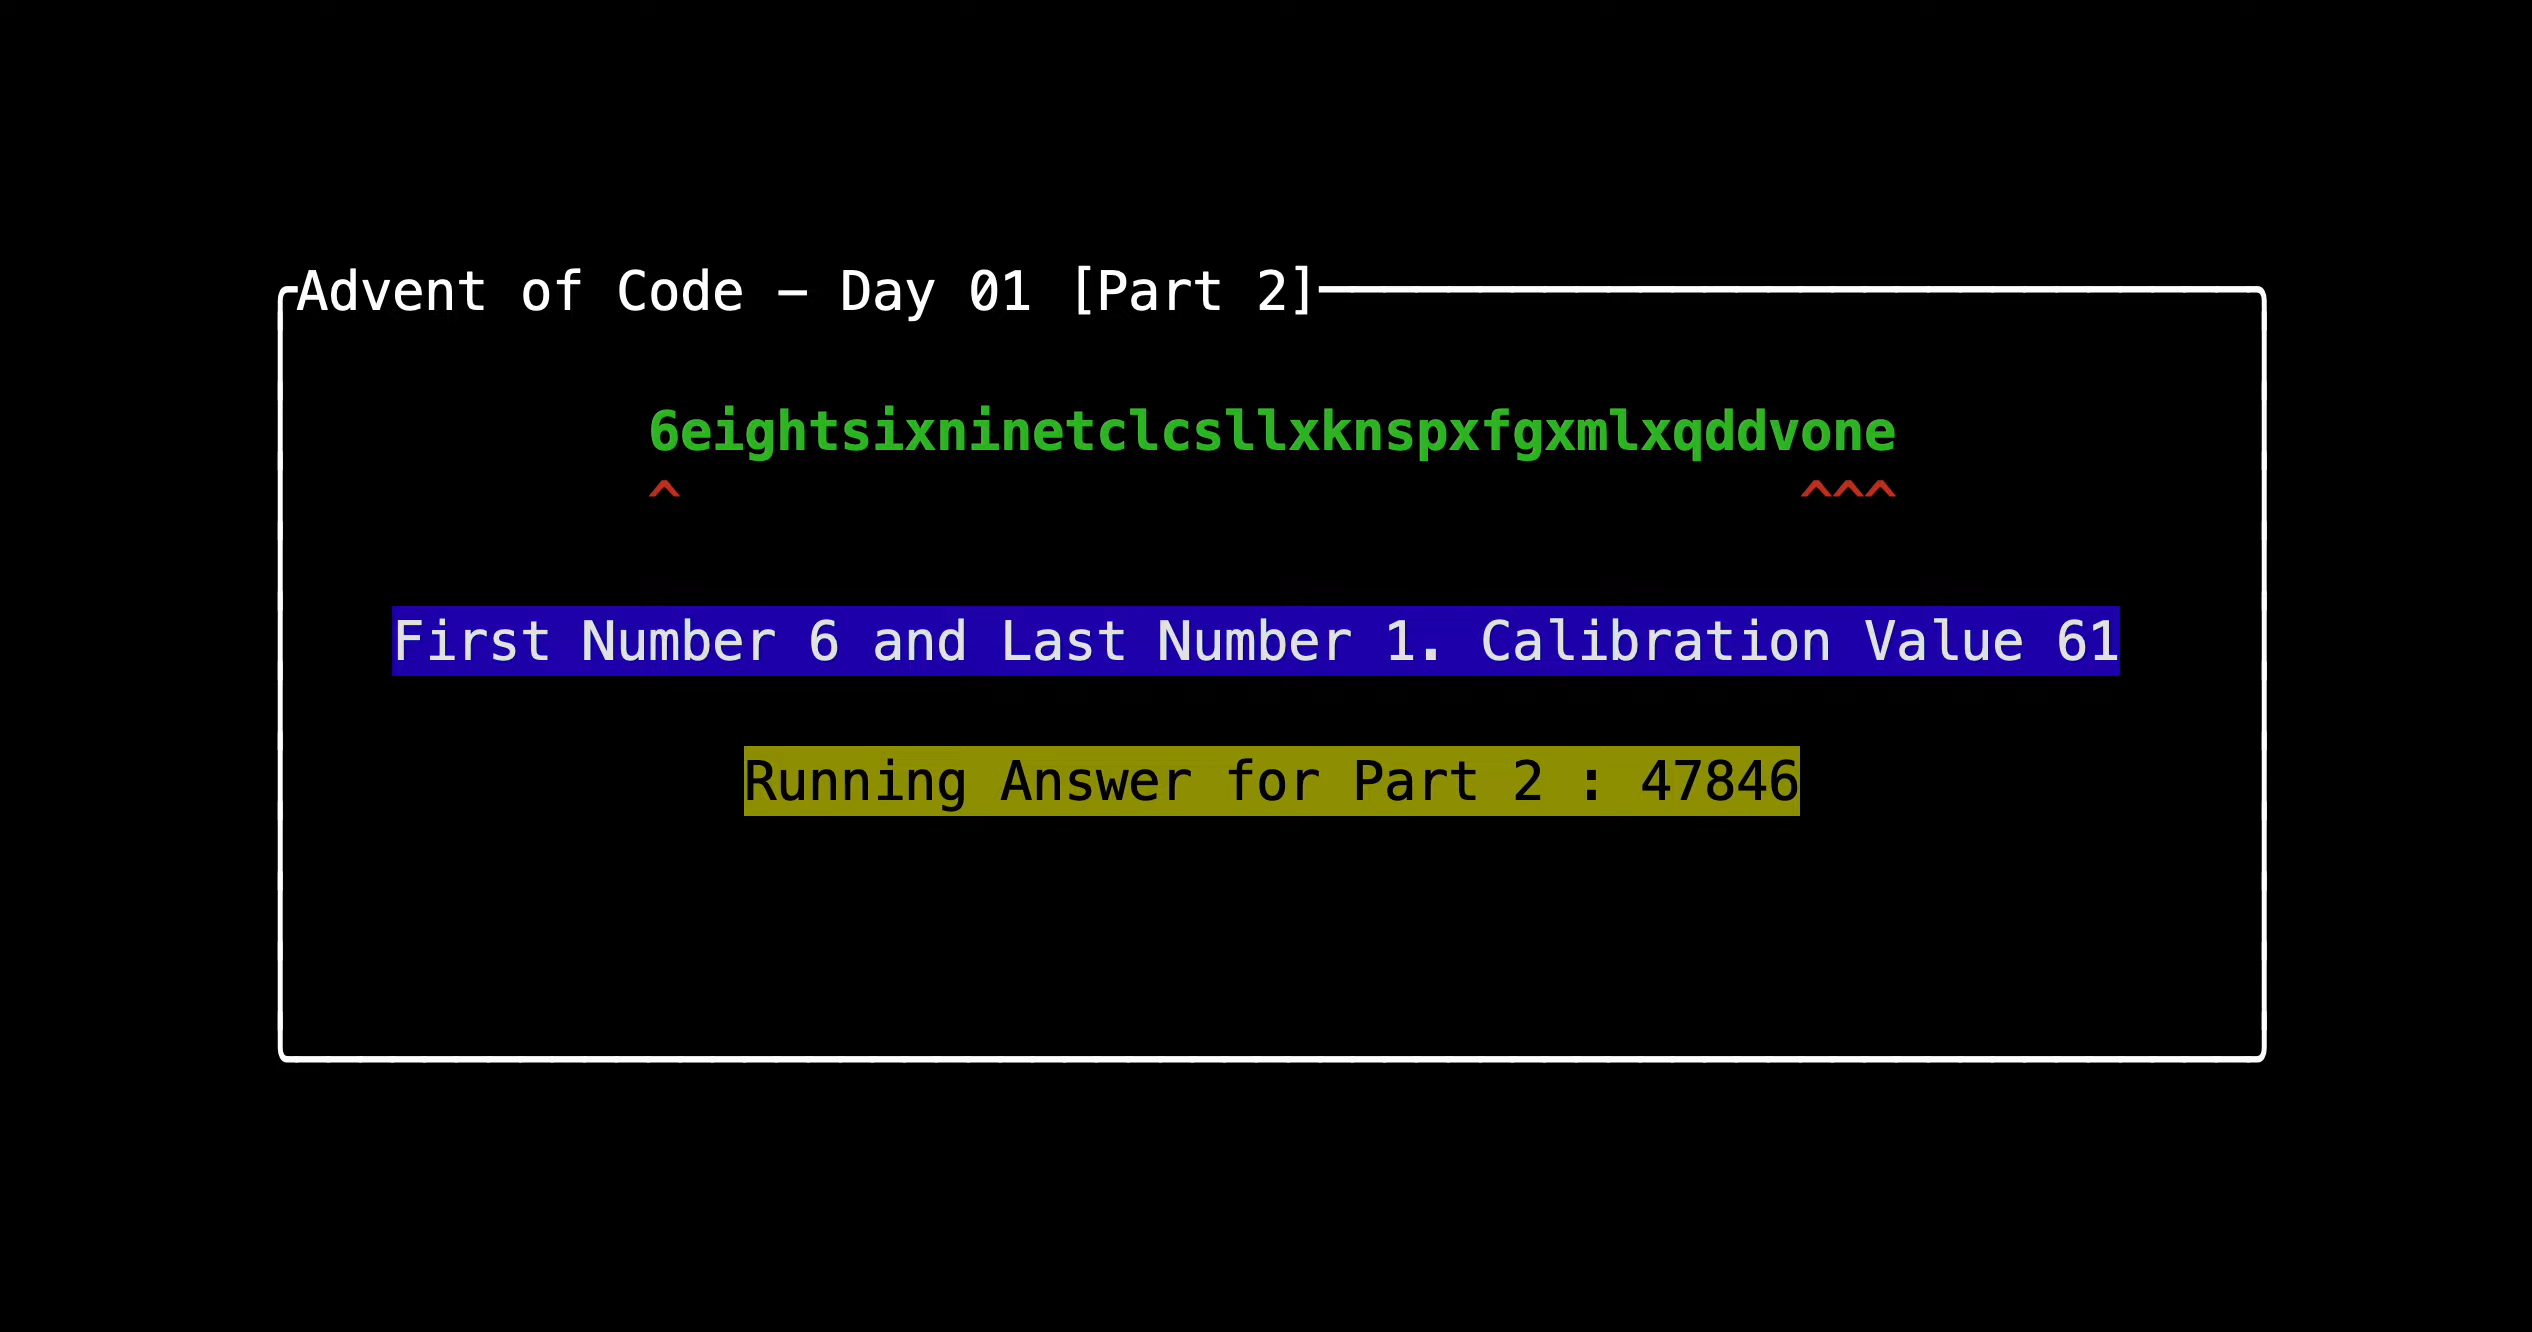 Advent of Code - Day 01 [Part 2]
6eightsixninetclcsllxknspxfgxmlxqddvone
^ ^^^
First Number 6 and Last Number 1. Calibration Value 61
Running Answer for Part 2 : 47846